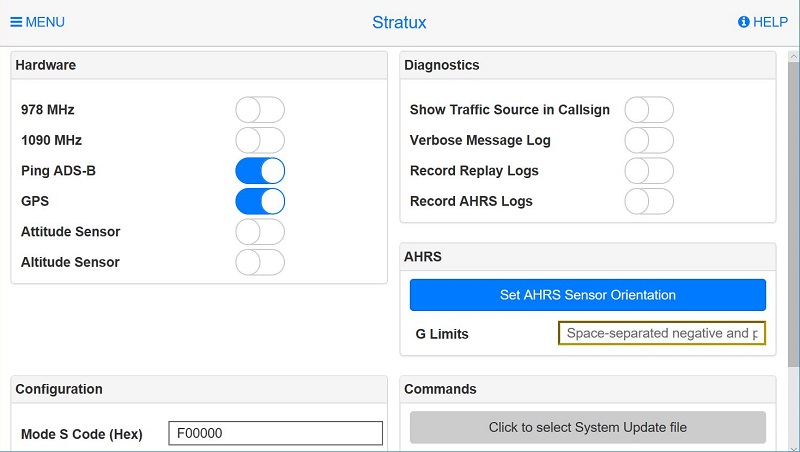 MENU
Stratux
HELP
Hardware
978 MHz
1090 MHz
Ping ADS-B
GPS
Attitude Sensor
Altitude Sensor
Diagnostics
Show Traffic Source in Callsign
Verbose Message Log
Record Replay Logs
Record AHRS Logs
AHRS
Set AHRS Sensor Orientation
G Limits Space-separated negative and p
Configuration
Mode S Code (Hex) F00000
Commands
Click to select System Update file